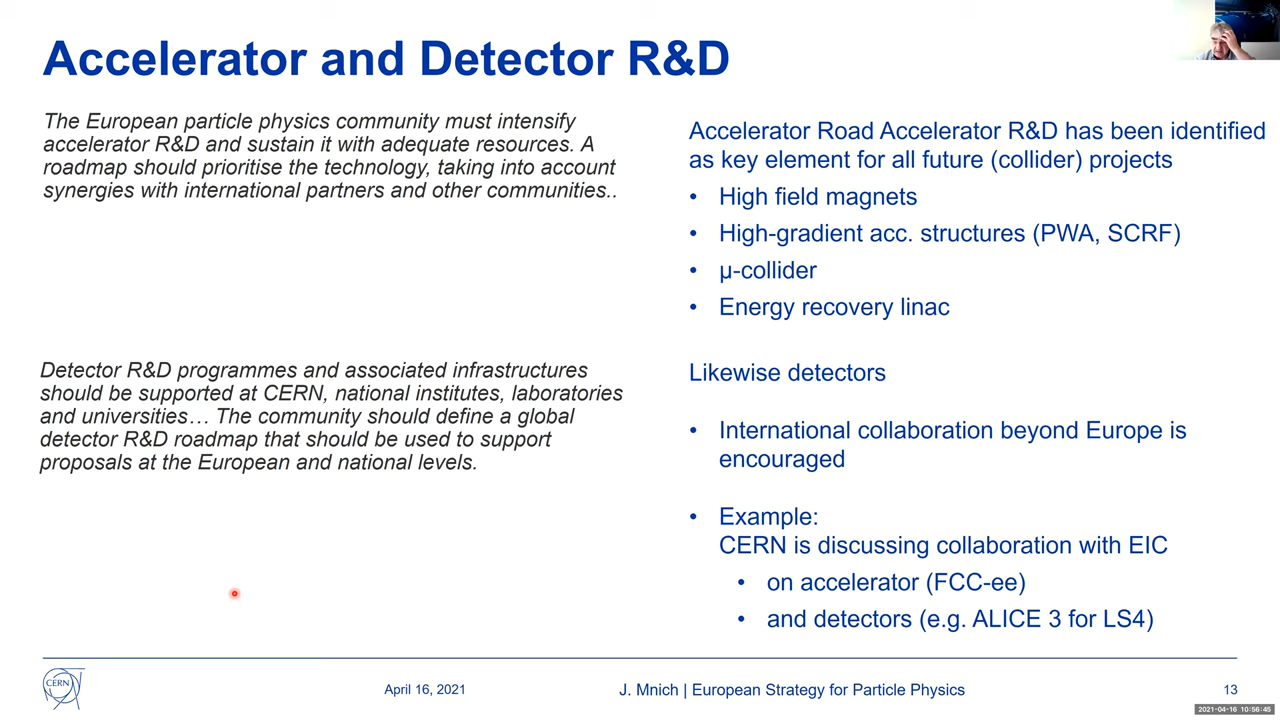 Accelerator and Detector R&D
The European particle physics community must intensify
accelerator R&D and sustain it with adequate resources. A
roadmap should prioritise the technology, taking into account
synergies with international partners and other communities..
Detector R&D programmes and associated infrastructures
should be supported at CERN, national institutes, laboratories
and universities… The community should define a global
detector R&D roadmap that should be used to support
proposals at the European and national levels.
Accelerator Road Accelerator R&D has been identified
as key element for all future (collider) projects
• High field magnets
• High-gradient acc. structures (PWA, SCRF)
• µ-collider
• Energy recovery linac
Likewise detectors
• International collaboration beyond Europe is
encouraged
• Example:
CERN is discussing collaboration with EIC
• on accelerator (FCC-ee)
• and detectors (e.g. ALICE 3 for LS4)
CERN
April 16, 2021
J. Mnich | European Strategy for Particle Physics
13
2021-04-16 10:56:45